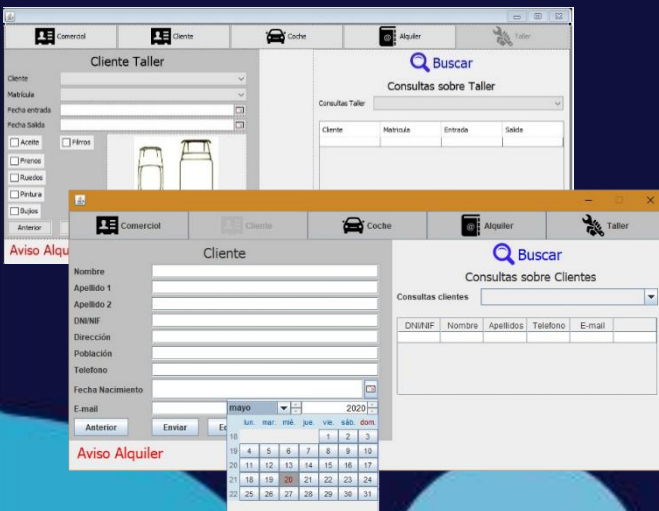 Comercial Cliente Coche Alquiler Taller
Cliente Taller
Buscar
Consultas sobre Taller
Cliente
Matrícula
Consultas Taller
Fecha entrada
Fecha Salida
Cliente Matricula Entrada Salida
Aceite Filtros
Frenos
Ruedos
Pintura
Bujios
Anterior
Aviso Alqu
Comercial Cliente Coche Alquiler Taller
Cliente
Buscar
Consultas sobre Clientes
Nombre
Apellido 1
Consultas clientes
Apellido 2
DNI/NIF
DNI/NIF Nombre Apellidos Telefono E-mail
Dirección
Población
Telefono
Fecha Nacimiento
E-mail
Anterior Enviar
Aviso Alquiler
mayo 2020
lun. mar. mié. jue. vie. sáb. dom.
18 1 2 3
19 4 5 6 7 8 9 10
20 11 12 13 14 15 16 17
21 18 19 20 21 22 23 24
22 25 26 27 28 29 30 31